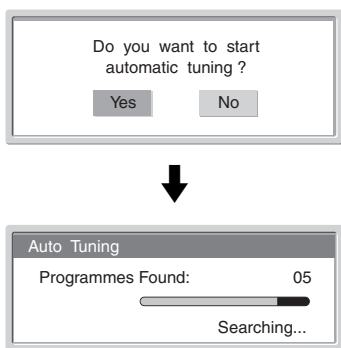 Do you want to start
automatic tuning ?
Yes No
Auto Tuning
Programmes Found: 05
Searching...